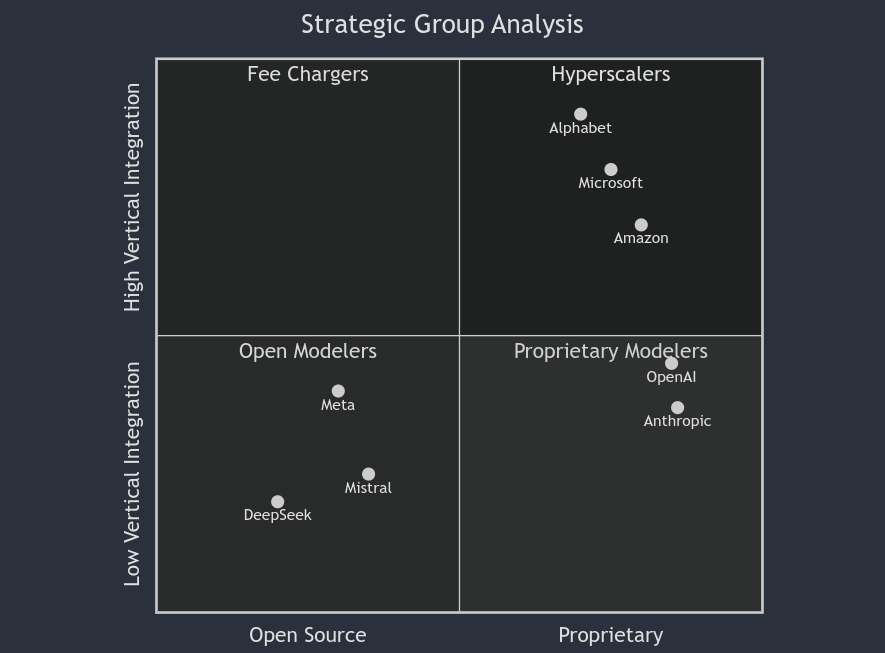 Strategic Group Analysis
Fee Chargers
Hyperscalers
Alphabet
Microsoft
Amazon
High Vertical Integration
Open Modelers
Proprietary Modelers
OpenAI
Meta
Anthropic
Mistral
DeepSeek
Low Vertical Integration
Open Source
Proprietary